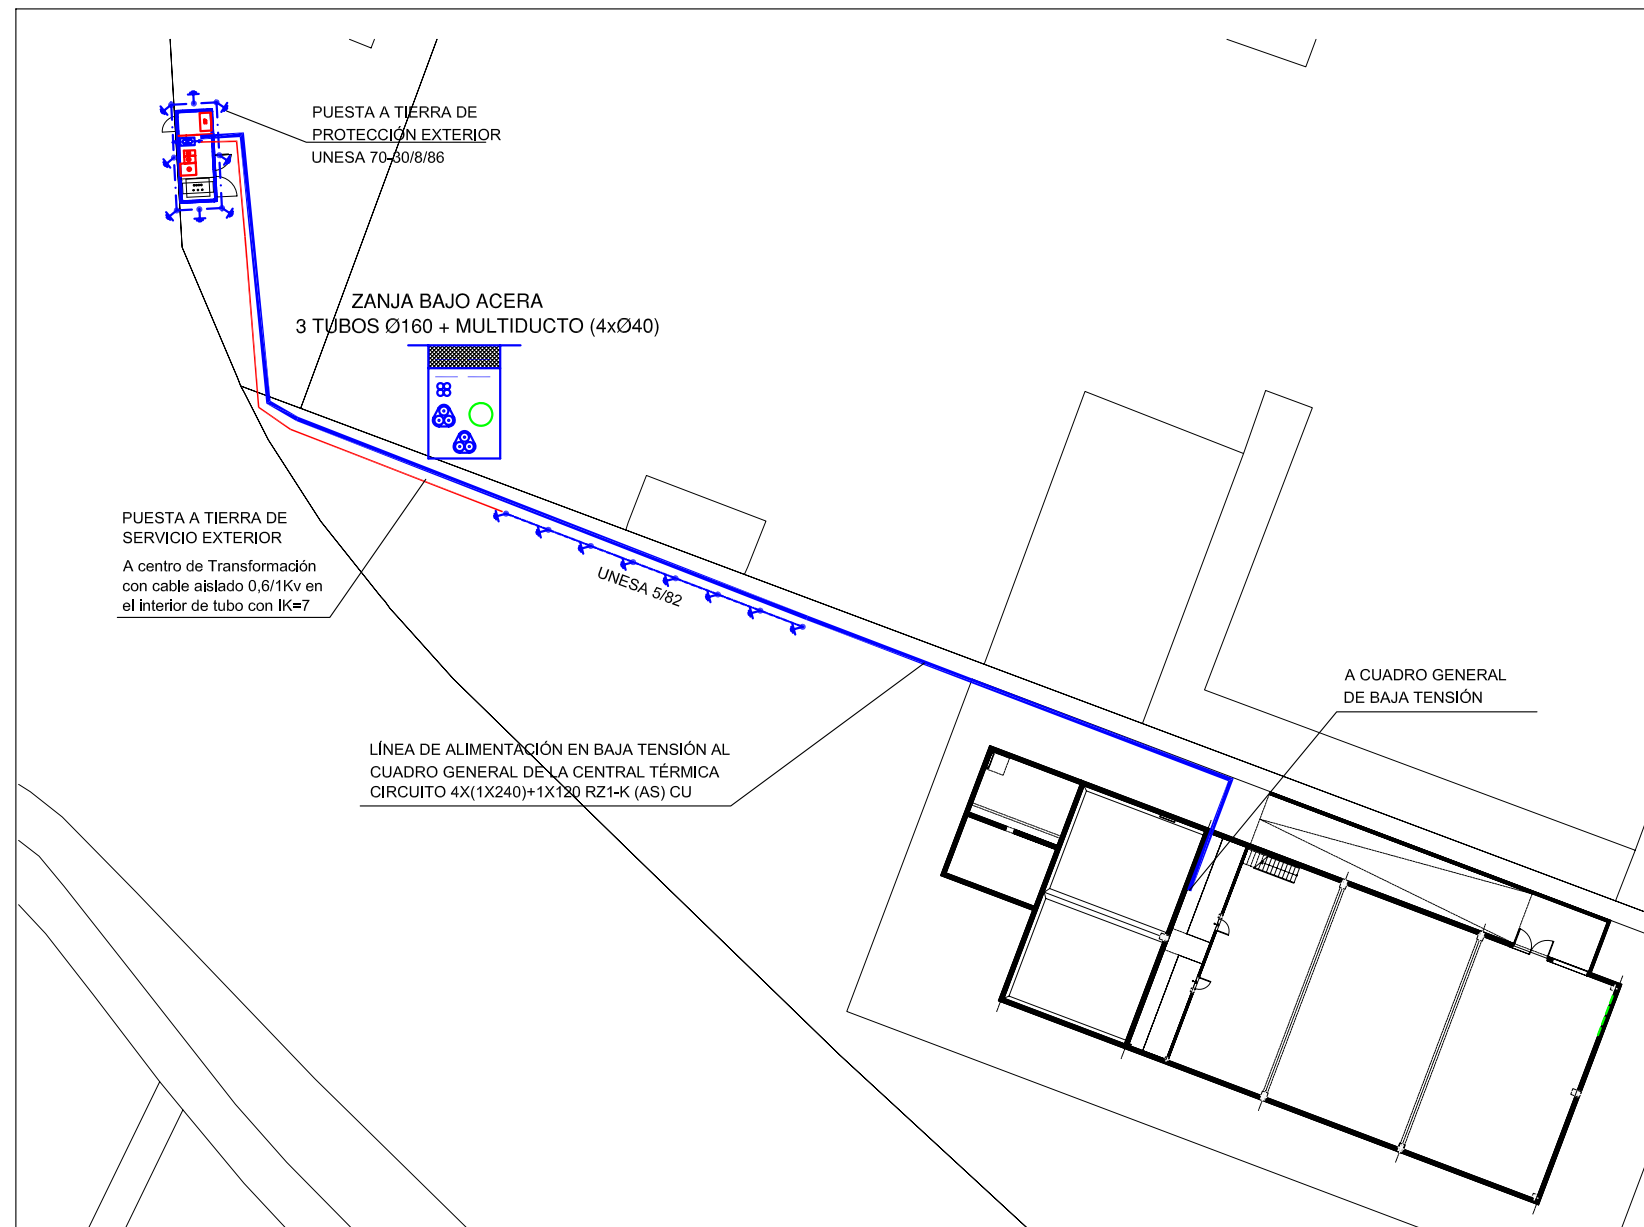 PUESTA A TIERRA DE
PROTECCIÓN EXTERIOR
UNESA 70-30/8/86
ZANJA BAJO ACERA
3 TUBOS Ø160 + MULTIDUCTO (4xØ40)
PUESTA A TIERRA DE
SERVICIO EXTERIOR
A centro de Transformación
con cable aislado 0,6/1Kv en
el interior de tubo con IK=7
UNESA 5/82
A CUADRO GENERAL
DE BAJA TENSIÓN
LÍNEA DE ALIMENTACIÓN EN BAJA TENSIÓN AL
CUADRO GENERAL DE LA CENTRAL TÉRMICA
CIRCUITO 4X(1X240)+1X120 RZ1-K (AS) CU